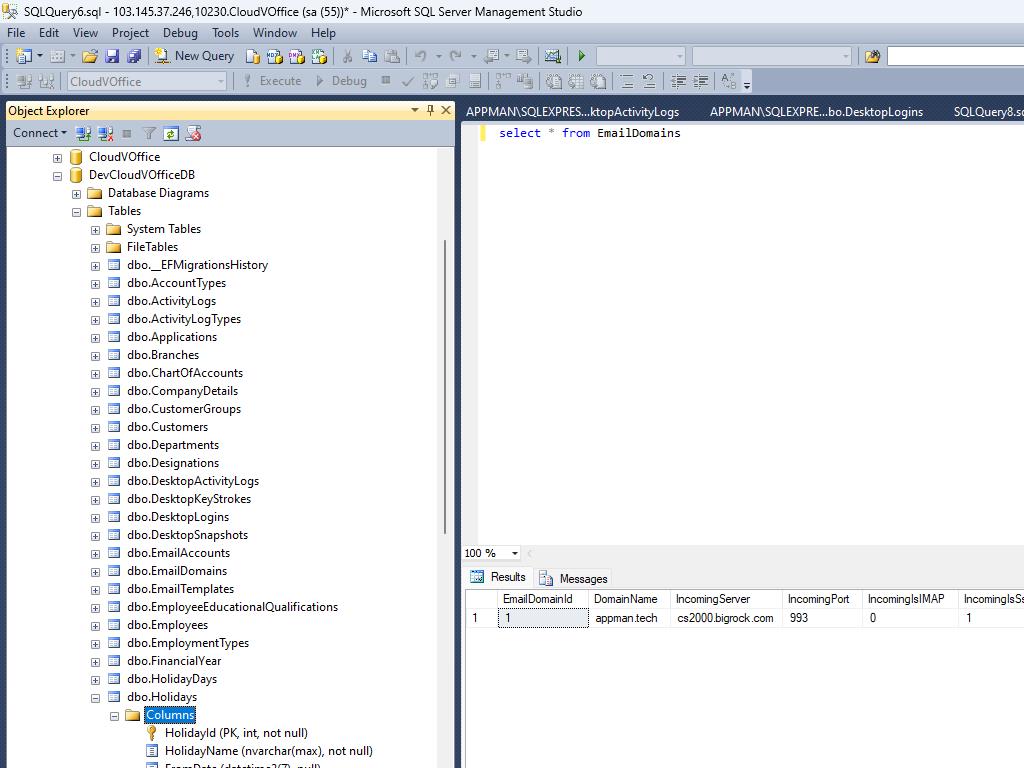 SQLQuery6.sql - 103.145.37.246,10230.CloudVOffice (sa (55))* - Microsoft SQL Server Management Studio
File Edit View Project Debug Tools Window Help
New Query
CloudVOffice Execute Debug
Object Explorer
APPMAN\SQLEXPRES...ktopActivityLogs APPMAN\SQLEXPRE...bo.DesktopLogins SQLQuery8.sq
Connect
select * from EmailDomains
CloudVOffice
DevCloudVOfficeDB
Database Diagrams
Tables
System Tables
FileTables
dbo.__EFMigrationsHistory
dbo.AccountTypes
dbo.ActivityLogs
dbo.ActivityLogTypes
dbo.Applications
dbo.Branches
dbo.ChartOfAccounts
dbo.CompanyDetails
dbo.CustomerGroups
dbo.Customers
dbo.Departments
dbo.Designations
dbo.DesktopActivityLogs
dbo.DesktopKeyStrokes
dbo.DesktopLogins
dbo.DesktopSnapshots
dbo.EmailAccounts
dbo.EmailDomains
dbo.EmailTemplates
dbo.EmployeeEducationalQualifications
dbo.Employees
dbo.EmploymentTypes
dbo.FinancialYear
dbo.HolidayDays
dbo.Holidays
Columns
HolidayId (PK, int, not null)
HolidayName (nvarchar(max), not null)
FromDate (datetime2(7), null)
100 %
Results Messages
EmailDomainId DomainName IncomingServer IncomingPort IncomingIsIMAP IncomingIsSs
1 1 appman.tech cs2000.bigrock.com 993 0 1